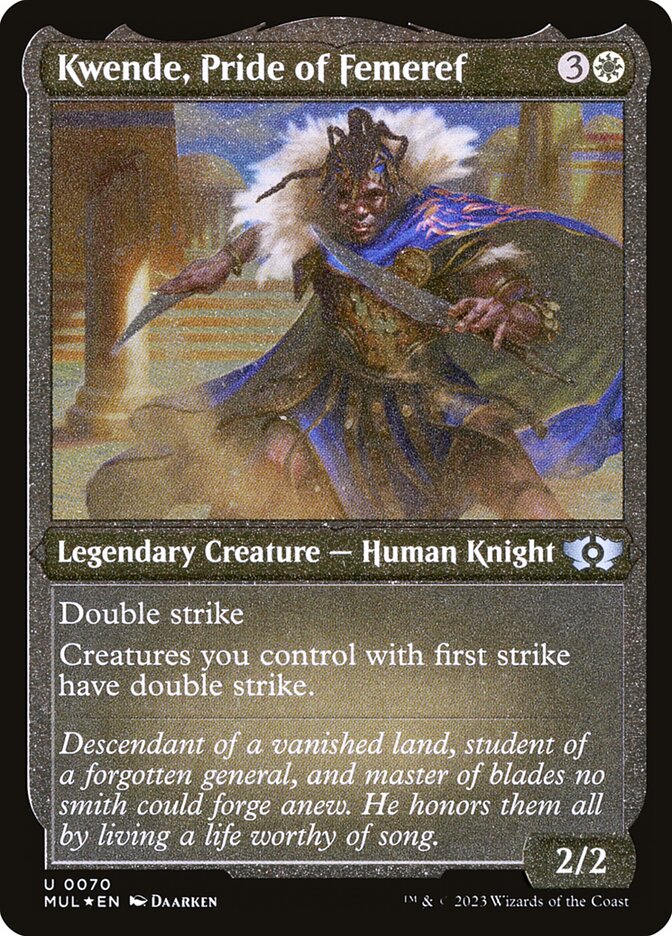 Kwende, Pride of Femeref 3
Legendary Creature — Human Knight
Double strike
Creatures you control with first strike
have double strike.
Descendant of a vanished land, student of
a forgotten general, and master of blades no
smith could forge anew. He honors them all
by living a life worthy of song.
2/2
U 0070
MUL★EN Daarken
™ & © 2023 Wizards of the Coast